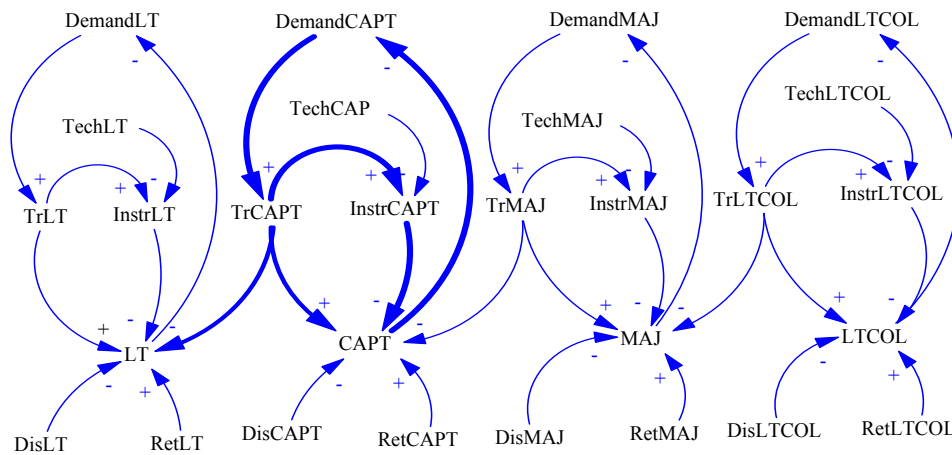 DemandLT DemandCAPT DemandMAJ DemandLTCOL
- - - -
TechLT TechCAP TechMAJ TechLTCOL
+ + - + + - + + - + + -
TrLT InstrLT TrCAPT InstrCAPT TrMAJ InstrMAJ TrLTCOL InstrLTCOL
+ - - + - - + - - + -
LT CAPT MAJ LTCOL
- + - + - + - +
DisLT RetLT DisCAPT RetCAPT DisMAJ RetMAJ DisLTCOL RetLTCOL